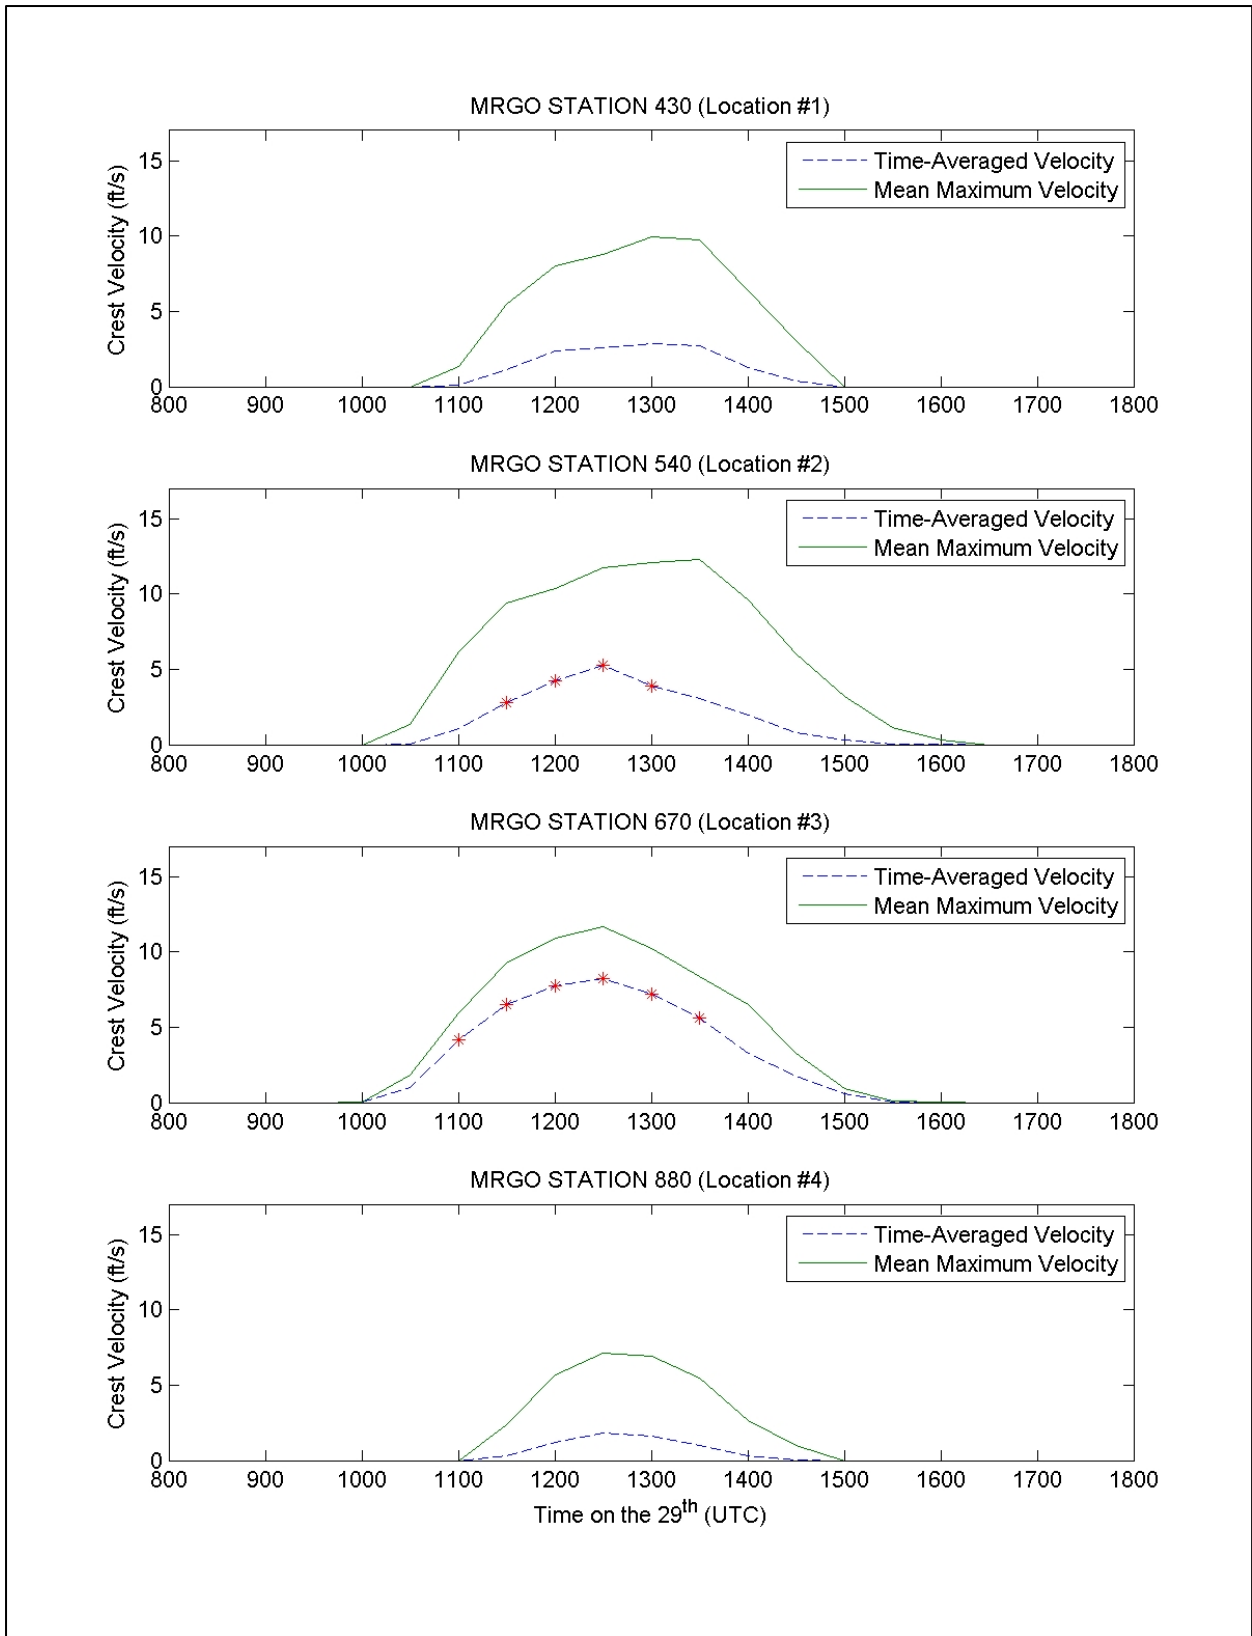 MRGO STATION 430 (Location #1)
Crest Velocity (ft/s)
15
10
5
0
Time-Averaged Velocity
Mean Maximum Velocity
800 900 1000 1100 1200 1300 1400 1500 1600 1700 1800
MRGO STATION 540 (Location #2)
Crest Velocity (ft/s)
15
10
5
0
Time-Averaged Velocity
Mean Maximum Velocity
800 900 1000 1100 1200 1300 1400 1500 1600 1700 1800
MRGO STATION 670 (Location #3)
Crest Velocity (ft/s)
15
10
5
0
Time-Averaged Velocity
Mean Maximum Velocity
800 900 1000 1100 1200 1300 1400 1500 1600 1700 1800
MRGO STATION 880 (Location #4)
Crest Velocity (ft/s)
15
10
5
0
Time-Averaged Velocity
Mean Maximum Velocity
800 900 1000 1100 1200 1300 1400 1500 1600 1700 1800
Time on the 29th (UTC)